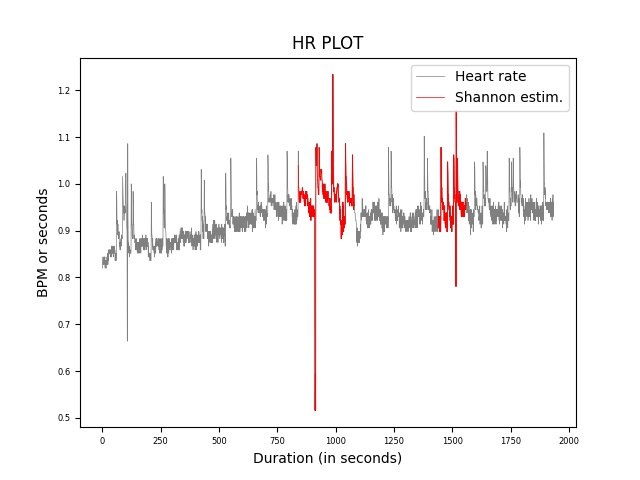 HR PLOT
Heart rate
Shannon estim.
BPM or seconds
1.2
1.1
1.0
0.9
0.8
0.7
0.6
0.5
0 250 500 750 1000 1250 1500 1750 2000
Duration (in seconds)